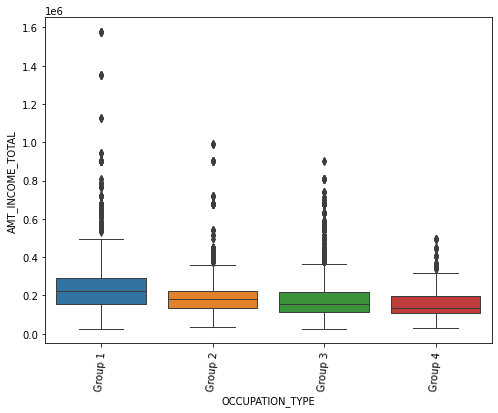 1e6
1.6
1.4
1.2
1.0
0.8
0.6
0.4
0.2
0.0
AMT_INCOME_TOTAL
Group 1
Group 2
Group 3
Group 4
OCCUPATION_TYPE